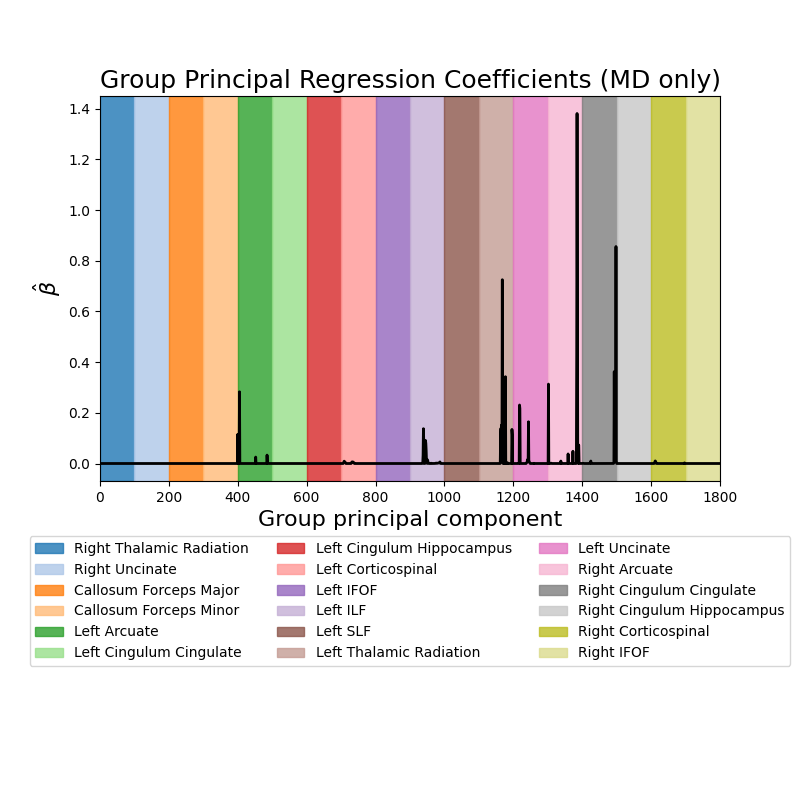 Group Principal Regression Coefficients (MD only)
1.4
1.2
1.0
0.8
0.6
0.4
0.2
0.0
β̂
0 200 400 600 800 1000 1200 1400 1600 1800
Group principal component
Right Thalamic Radiation Left Cingulum Hippocampus Left Uncinate
Right Uncinate Left Corticospinal Right Arcuate
Callosum Forceps Major Left IFOF Right Cingulum Cingulate
Callosum Forceps Minor Left ILF Right Cingulum Hippocampus
Left Arcuate Left SLF Right Corticospinal
Left Cingulum Cingulate Left Thalamic Radiation Right IFOF